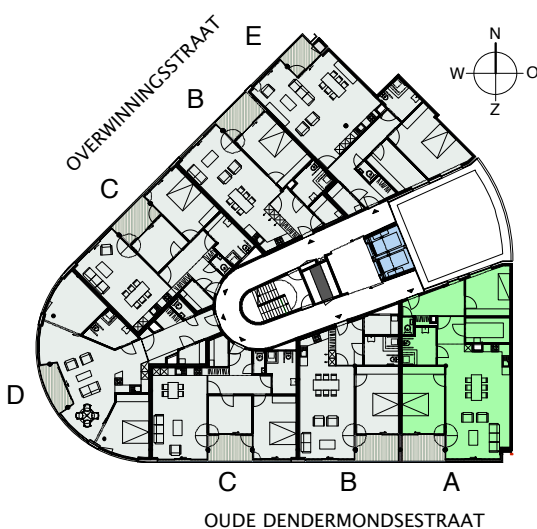 E
N
W O
Z
OVERWINNINGSSTRAAT
B
C
D
C B A
OUDE DENDERMONDSESTRAAT